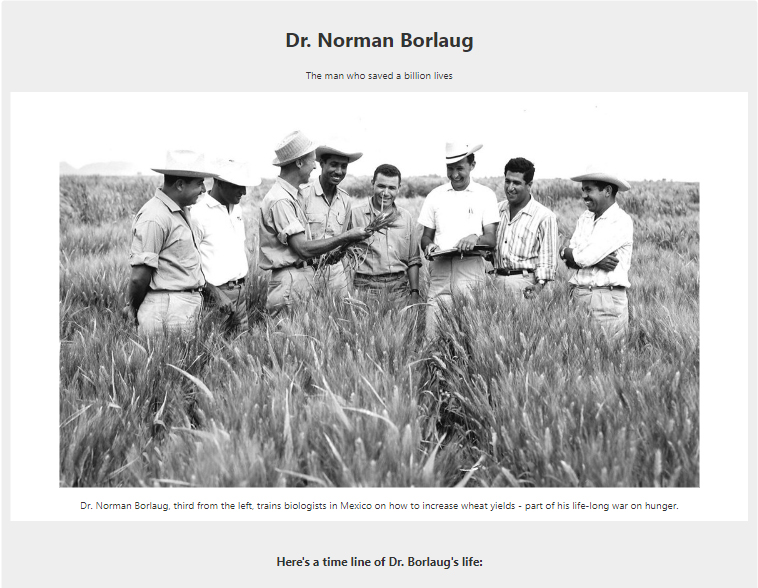 Dr. Norman Borlaug
The man who saved a billion lives
Dr. Norman Borlaug, third from the left, trains biologists in Mexico on how to increase wheat yields - part of his life-long war on hunger.
Here's a time line of Dr. Borlaug's life: